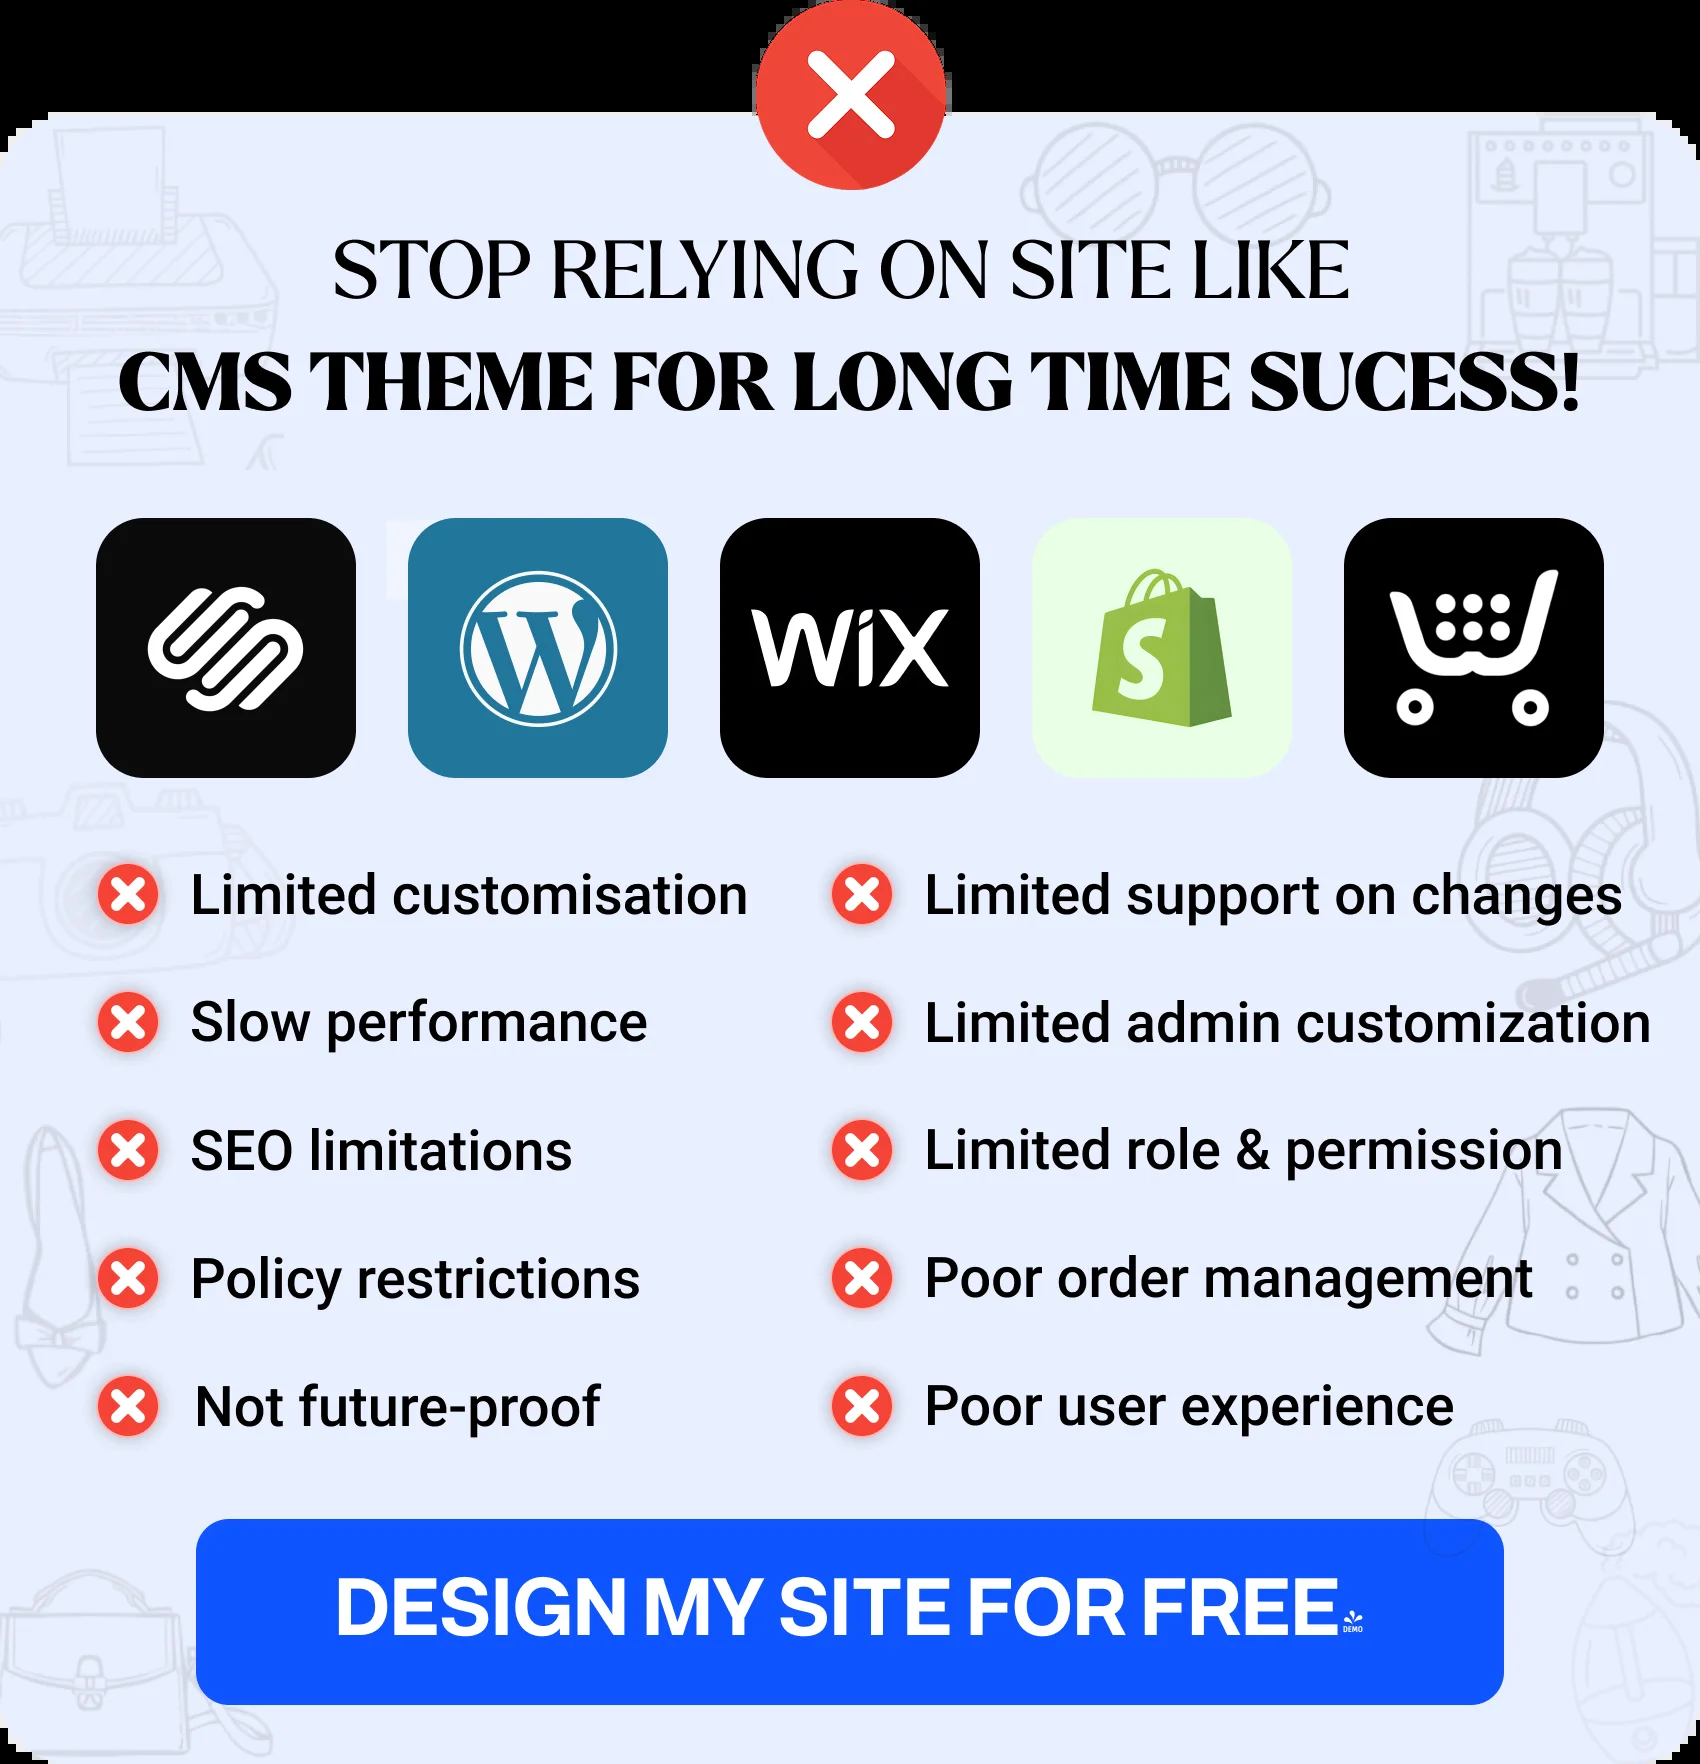 STOP RELYING ON SITE LIKE
CMS THEME FOR LONG TIME SUCESS!
WiX
Limited customisation
Limited support on changes
Slow performance
Limited admin customization
SEO limitations
Limited role & permission
Policy restrictions
Poor order management
Not future-proof
Poor user experience
DESIGN MY SITE FOR FREE
DEMO